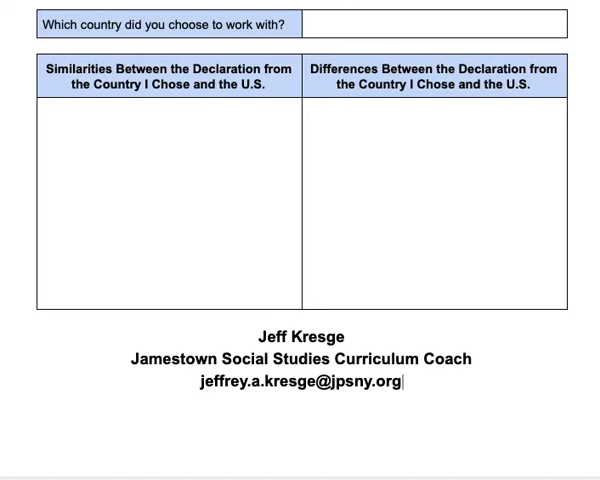 Which country did you choose to work with?
Similarities Between the Declaration from
the Country I Chose and the U.S.
Differences Between the Declaration from
the Country I Chose and the U.S.
Jeff Kresge
Jamestown Social Studies Curriculum Coach
jeffrey.a.kresge@jpsny.org